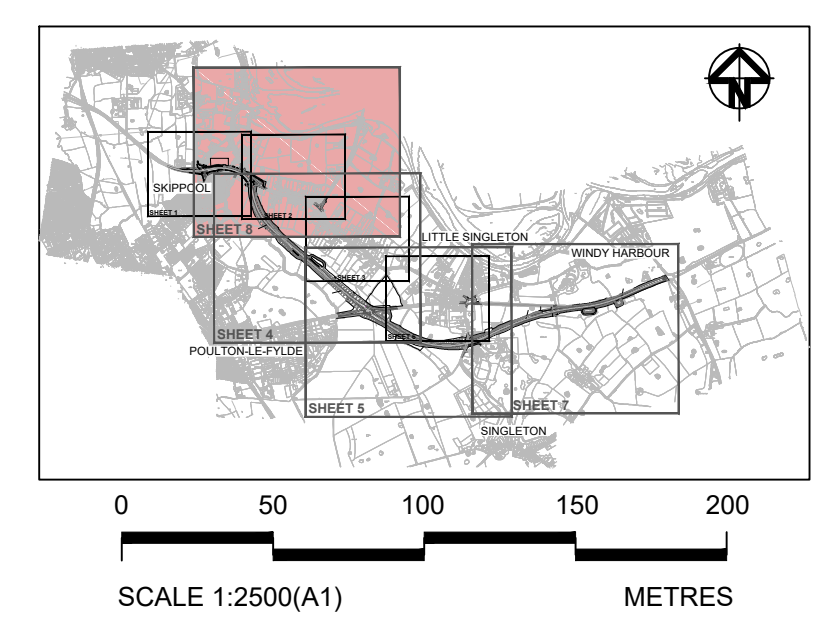 N
SKIPPOOL
SHEET 1
SHEET 2
SHEET 8
LITTLE SINGLETON
WINDY HARBOUR
SHEET 3
SHEET 4
POULTON-LE-FYLDE
SHEET 5
SHEET 7
SINGLETON
0 50 100 150 200
SCALE 1:2500(A1) METRES